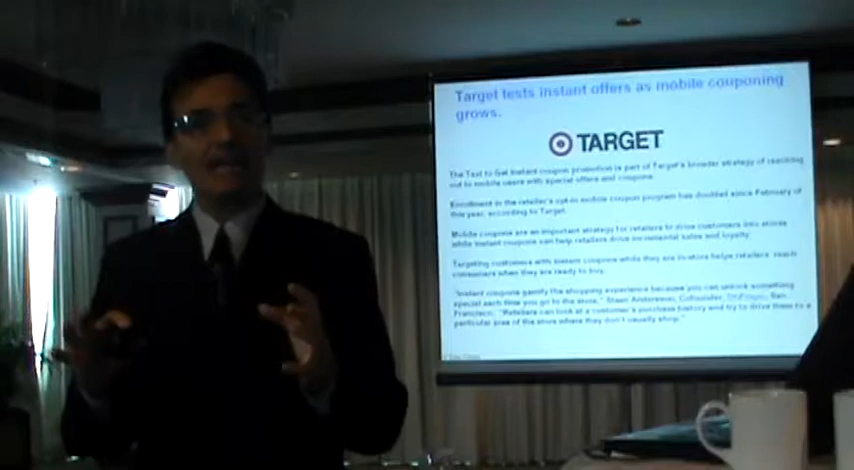 Target tests instant offers as mobile couponing
grows.
TARGET
The Text to Get Instant coupon promotion is part of Target's broader strategy of reaching
out to mobile users with special offers and coupons.
Enrollment in the retailer's opt-in mobile coupon program has doubled since February of
this year, according to Target.
Mobile coupons are an important strategy for retailers to drive customers into stores
while instant coupons can help retailers drive incremental sales and loyalty.
Targeting customers with instant coupons while they are in-store helps retailers reach
consumers when they are ready to buy.
"Instant coupons gamify the shopping experience because you can unlock something
special each time you go to the store," Cofounder, San
Francisco. "Retailers can look at a customer's purchase history and try to drive them to a
particular area of the store where they don't usually shop."